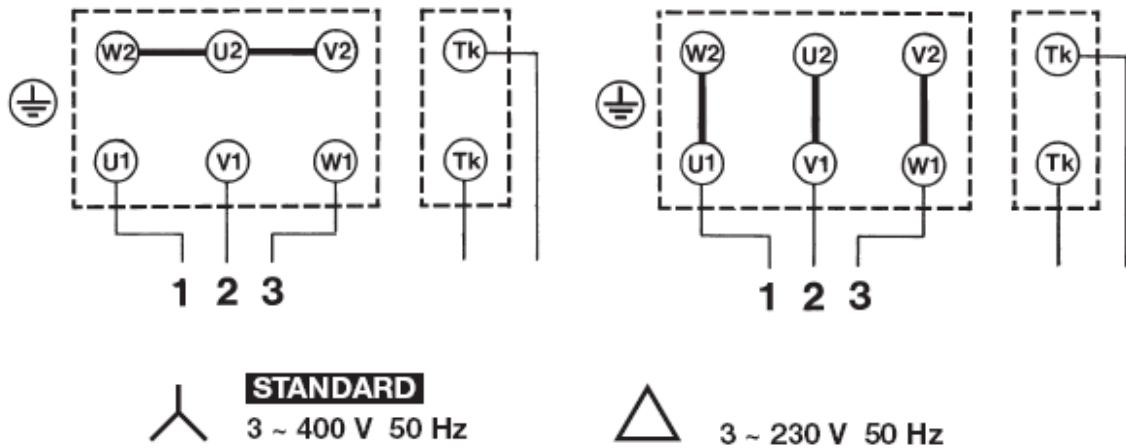 W2 U2 V2 Tk
U1 V1 W1 Tk
1 2 3
STANDARD
3 ~ 400 V 50 Hz
W2 U2 V2 Tk
U1 V1 W1 Tk
1 2 3
3 ~ 230 V 50 Hz